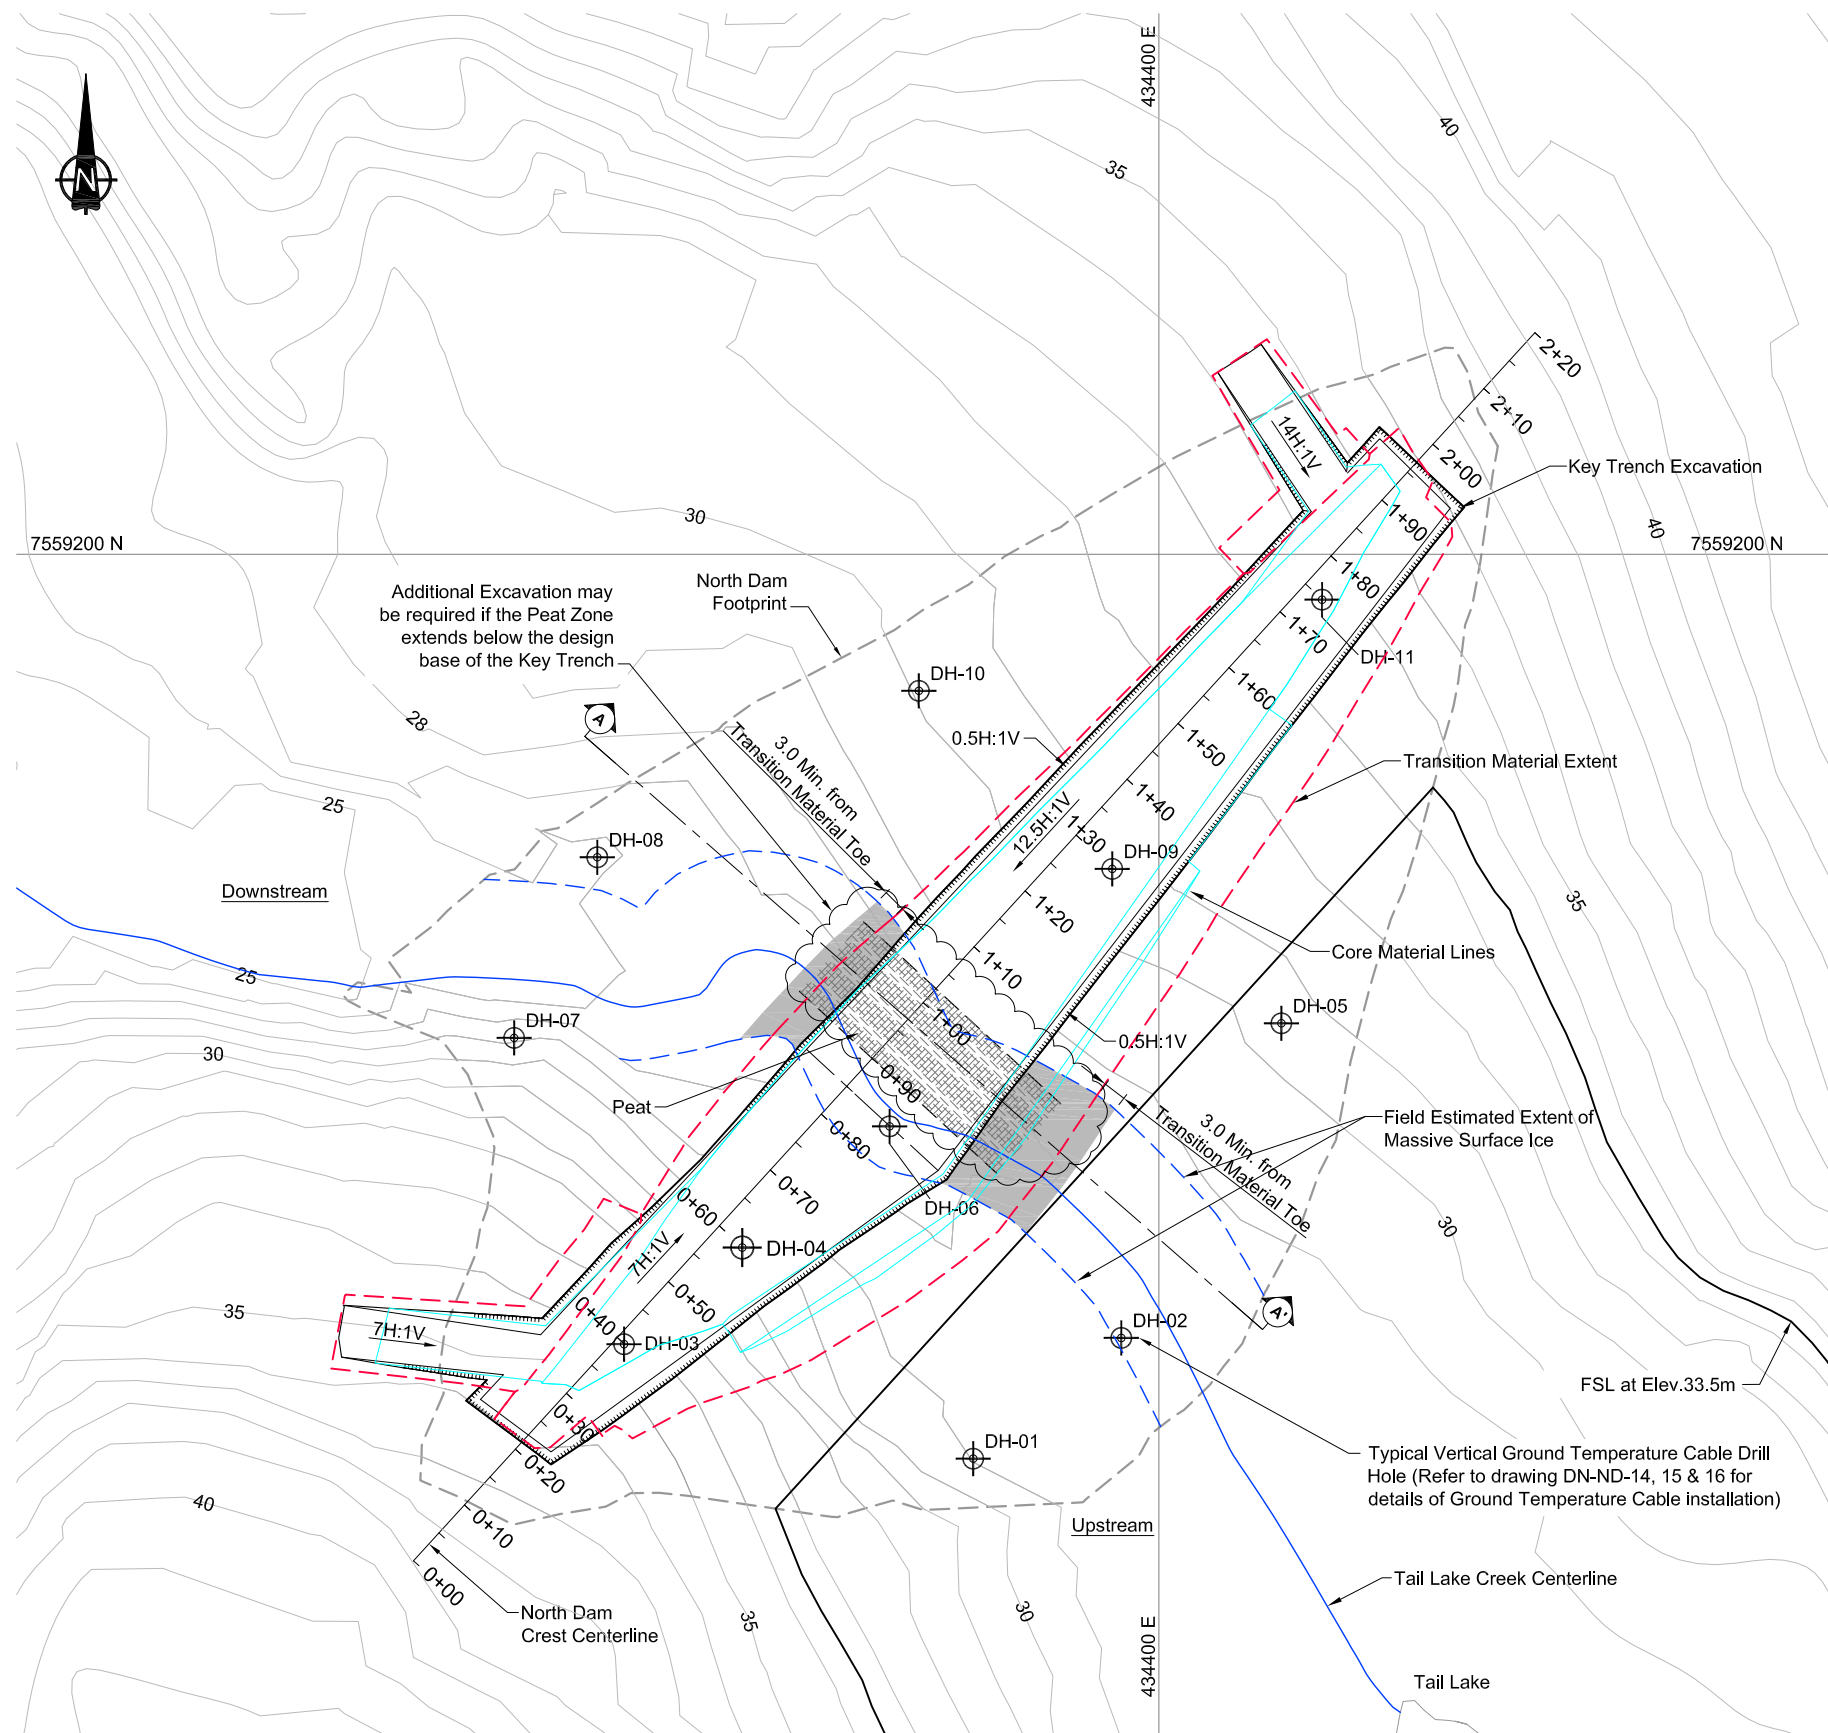 434400 E
N
40
35
2+20
2+10
14H:1V
2+00
Key Trench Excavation
1+90
30
40
7559200 N
7559200 N
Additional Excavation may
be required if the Peat Zone
extends below the design
base of the Key Trench
North Dam
Footprint
1+80
1+70
DH-11
DH-10
1+60
28
A
3.0 Min. from
Transition Material Toe
0.5H:1V
1+50
Transition Material Extent
25
1+40
12.5H:1V
1+30
DH-08
DH-09
Downstream
35
1+20
Core Material Lines
1+10
25
DH-05
DH-07
1+00
0.5H:1V
30
0+90
Peat
3.0 Min. from
Transition Material Toe
Field Estimated Extent of
Massive Surface Ice
0+80
0+70
DH-06
0+60
30
DH-04
7H:1V
0+50
35
0+40
A'
7H:1V
DH-03
DH-02
FSL at Elev.33.5m
0+30
DH-01
Typical Vertical Ground Temperature Cable Drill
Hole (Refer to drawing DN-ND-14, 15 & 16 for
details of Ground Temperature Cable installation)
0+20
40
0+10
Upstream
0+00
Tail Lake Creek Centerline
North Dam
Crest Centerline
35
30
434400 E
Tail Lake